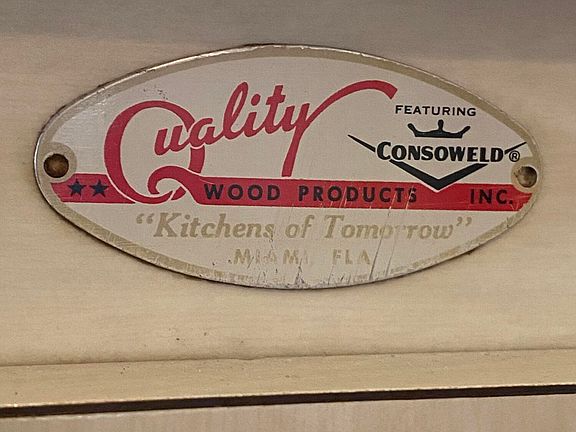 Quality
FEATURING
CONSOWELD®
WOOD PRODUCTS INC.
"Kitchens of Tomorrow"
MIAMI, FLA